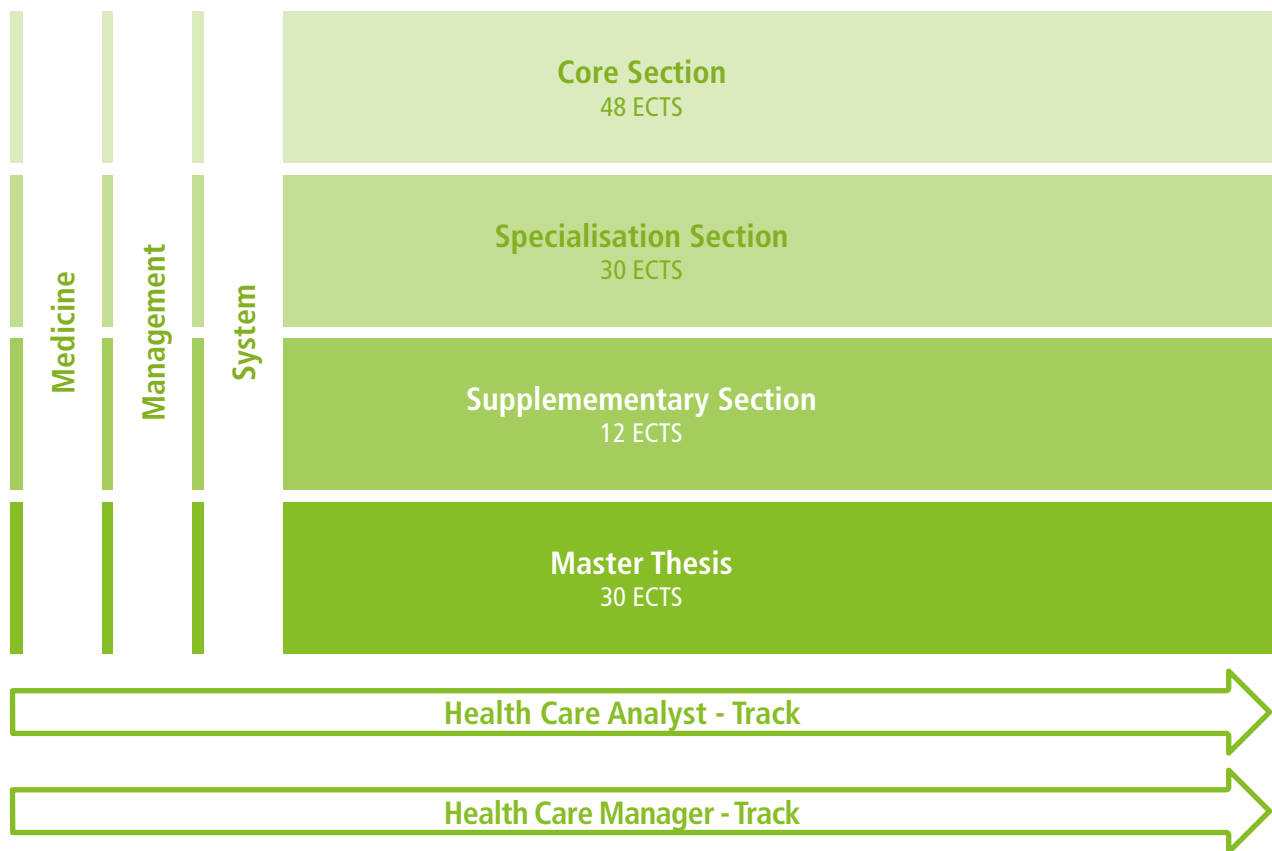 Core Section
48 ECTS
Specialisation Section
30 ECTS
Medicine
Management
System
Supplemementary Section
12 ECTS
Master Thesis
30 ECTS
Health Care Analyst - Track
Health Care Manager - Track